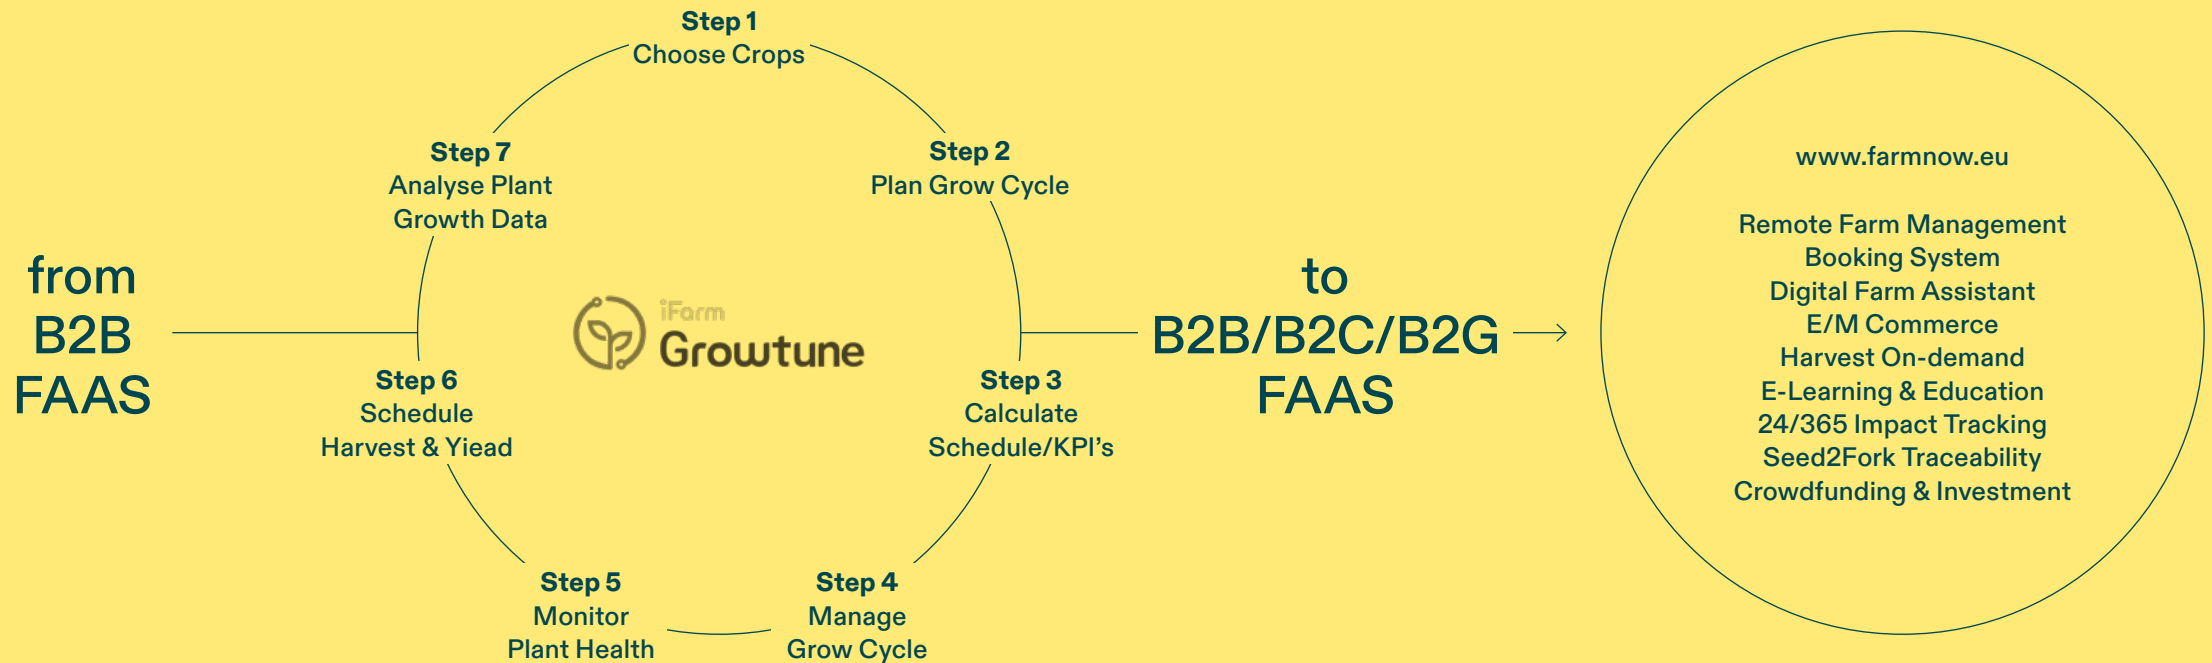 from
B2B
FAAS
Step 1
Choose Crops
Step 2
Plan Grow Cycle
Step 3
Calculate
Schedule/KPI’s
Step 4
Manage
Grow Cycle
Step 5
Monitor
Plant Health
Step 6
Schedule
Harvest & Yiead
Step 7
Analyse Plant
Growth Data
iFarm
Growtune
to
B2B/B2C/B2G
FAAS
www.farmnow.eu
Remote Farm Management
Booking System
Digital Farm Assistant
E/M Commerce
Harvest On-demand
E-Learning & Education
24/365 Impact Tracking
Seed2Fork Traceability
Crowdfunding & Investment